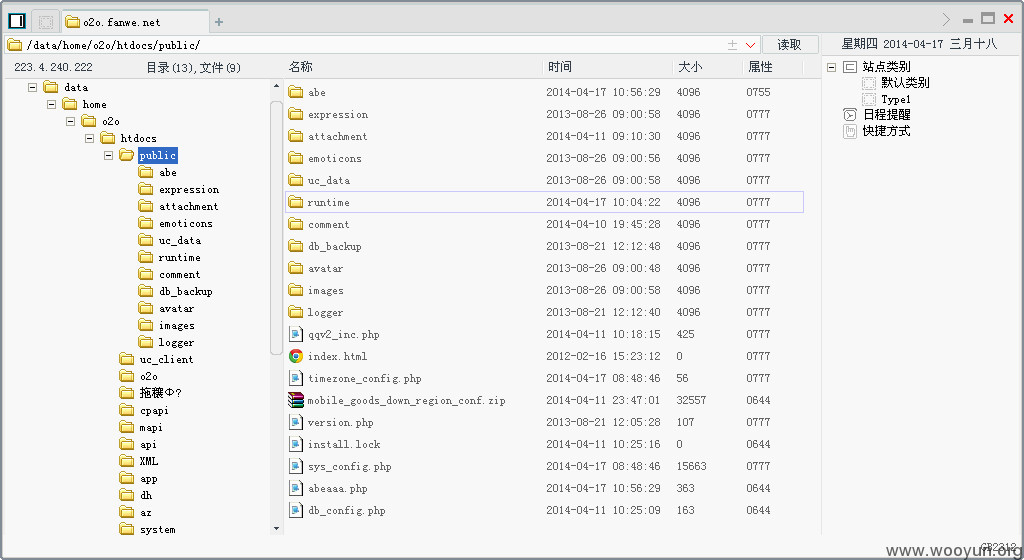 o2o.fanwe.net
/data/home/o2o/htdocs/public/
读取
星期四 2014-04-17 三月十八
223.4.240.222
目录(13),文件(9)
名称 时间 大小 属性
data
home
o2o
htdocs
public
abe
expression
attachment
emoticons
uc_data
runtime
comment
db_backup
avatar
images
logger
uc_client
o2o
拖穰Φ?
cpapi
mapi
api
XML
app
dh
az
system
abe 2014-04-17 10:56:29 4096 0755
expression 2013-08-26 09:00:58 4096 0777
attachment 2014-04-11 09:10:30 4096 0777
emoticons 2013-08-26 09:00:56 4096 0777
uc_data 2013-08-26 09:00:58 4096 0777
runtime 2014-04-17 10:04:22 4096 0777
comment 2014-04-10 19:45:28 4096 0777
db_backup 2013-08-21 12:12:48 4096 0777
avatar 2013-08-26 09:00:48 4096 0777
images 2013-08-26 09:00:58 4096 0777
logger 2013-08-21 12:12:40 4096 0777
qqv2_inc.php 2014-04-11 10:18:15 425 0777
index.html 2012-02-16 15:23:12 0 0777
timezone_config.php 2014-04-17 08:48:46 56 0777
mobile_goods_down_region_conf.zip 2014-04-11 23:47:01 32557 0644
version.php 2013-08-21 12:05:28 107 0777
install.lock 2014-04-11 10:25:16 0 0644
sys_config.php 2014-04-17 08:48:46 15663 0777
abeaaa.php 2014-04-17 10:56:29 363 0644
db_config.php 2014-04-11 10:25:09 163 0644
站点类别
默认类别
Type1
日程提醒
快捷方式
GB2312
www.wooyun.org